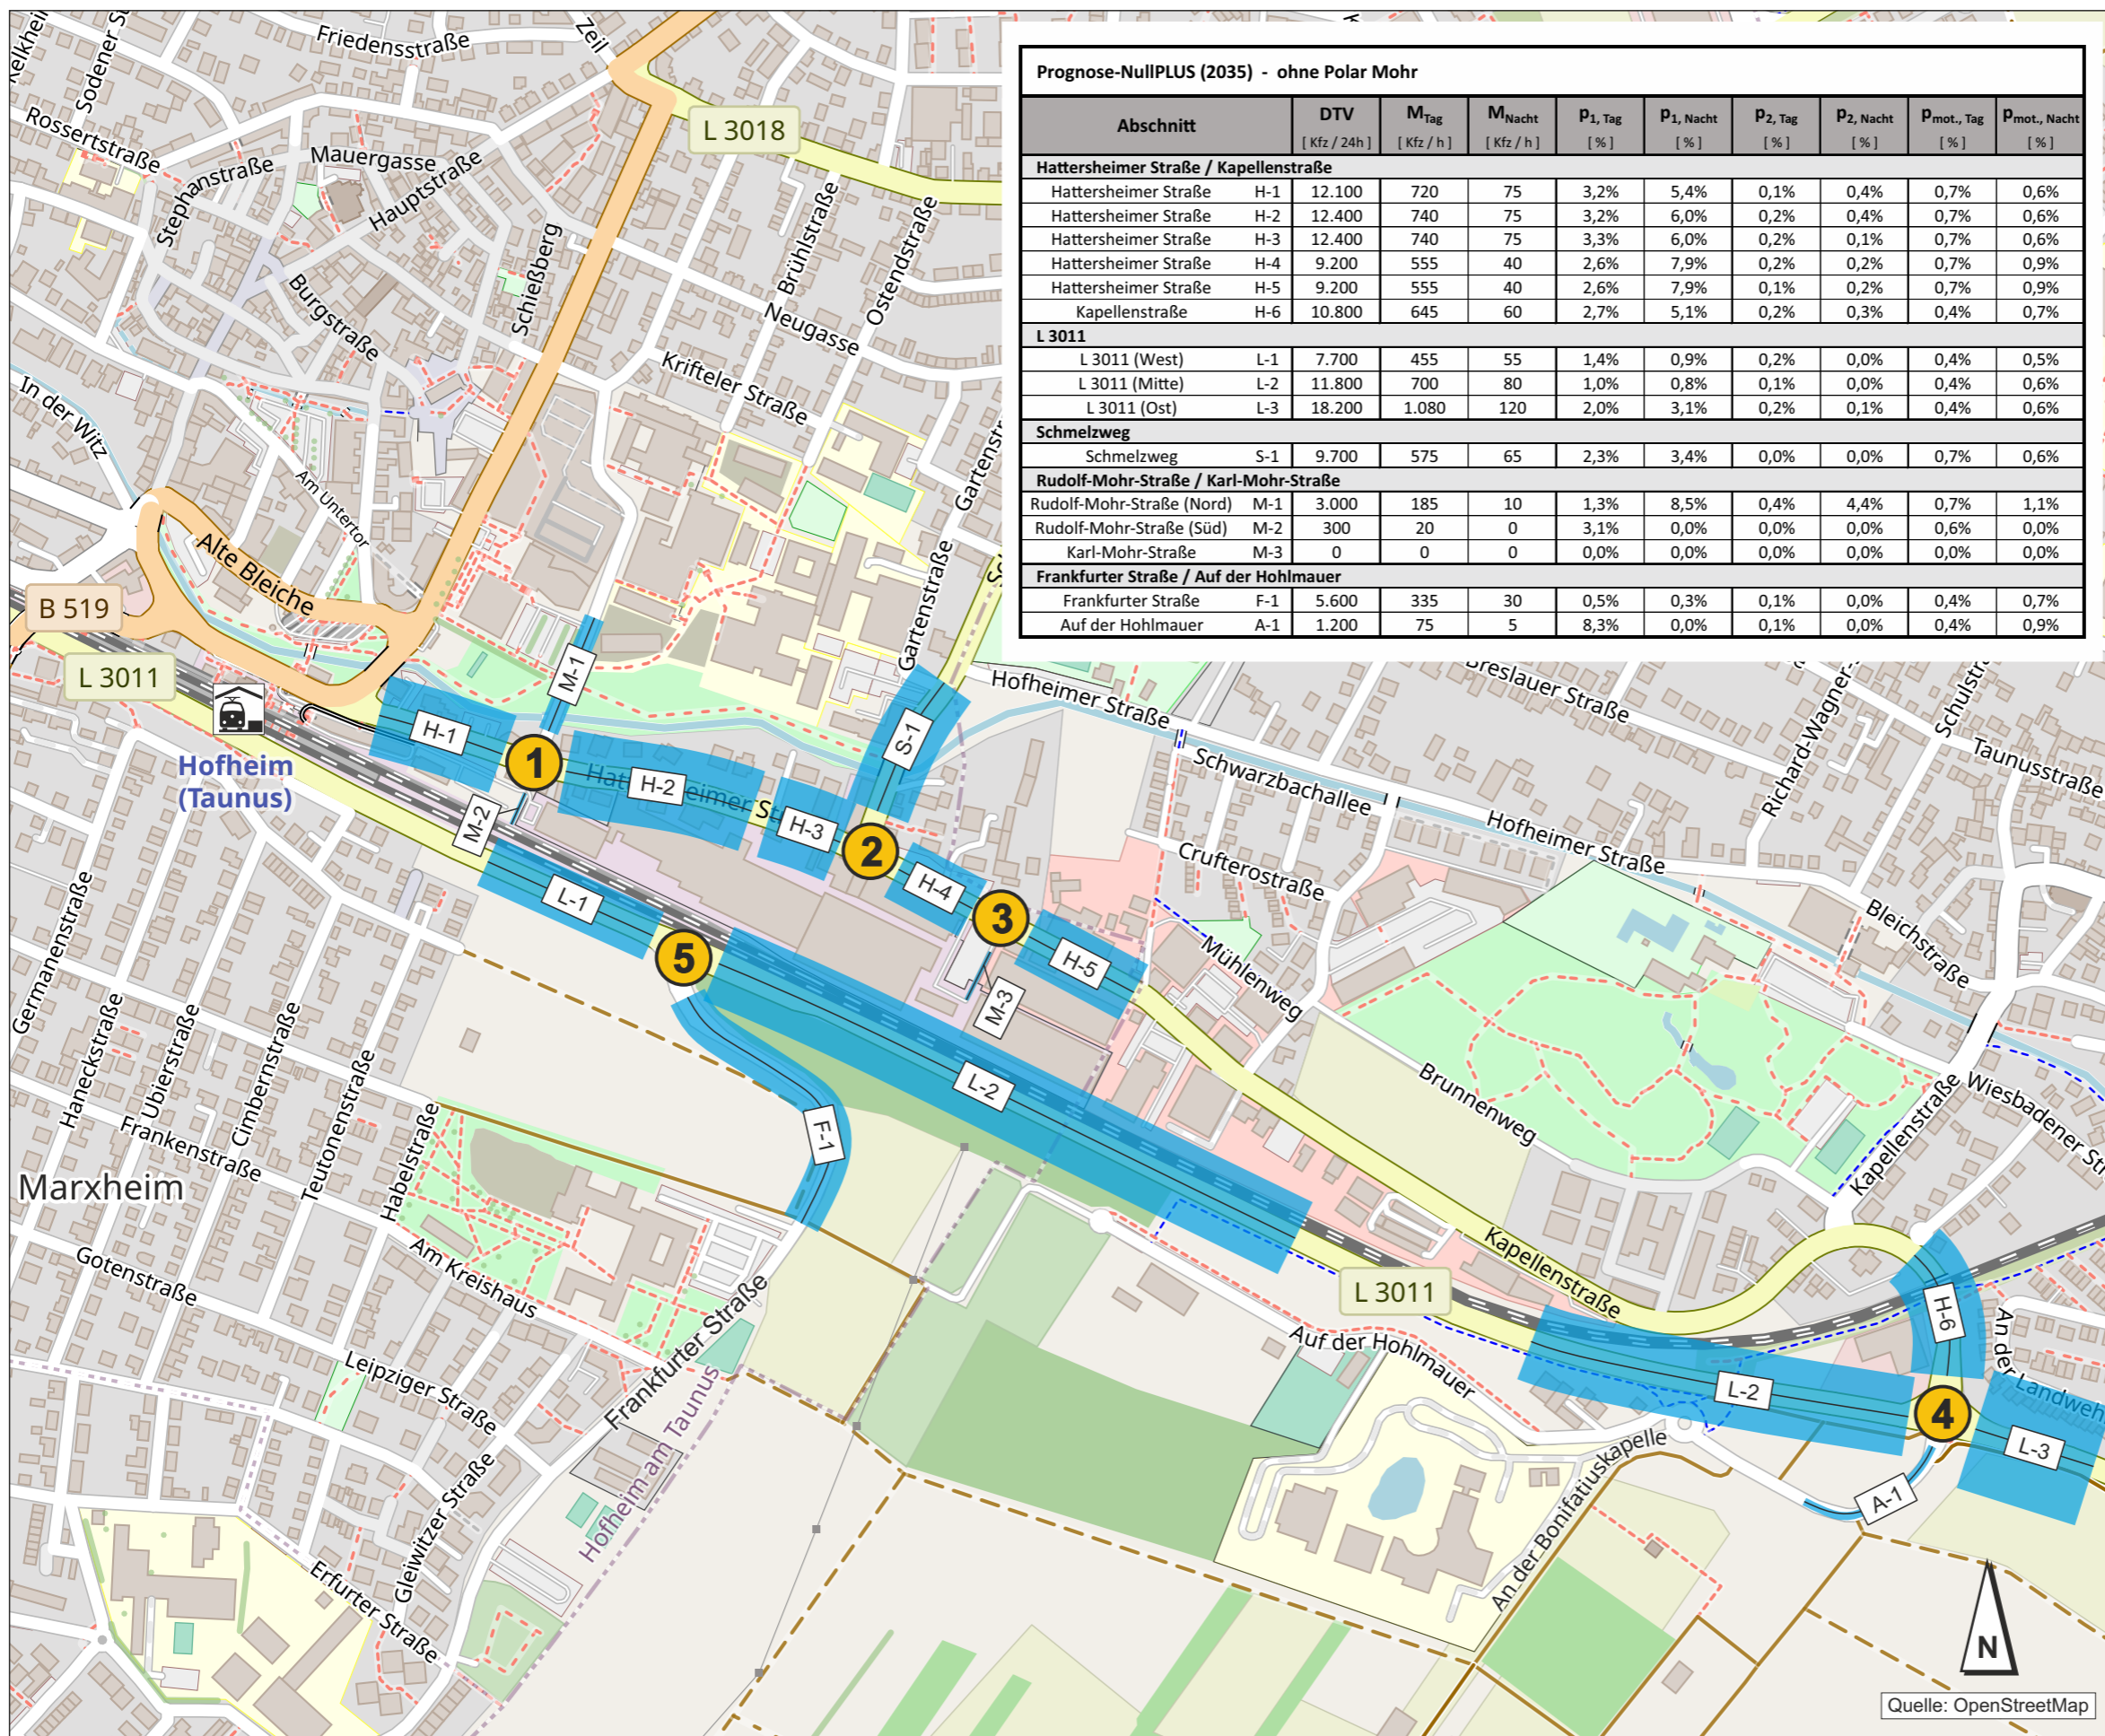 Prognose-NullPLUS (2035) - ohne Polar Mohr
Abschnitt DTV [ Kfz / 24h ] MTag [ Kfz / h ] MNacht [ Kfz / h ] p1, Tag [ % ] p1, Nacht [ % ] p2, Tag [ % ] p2, Nacht [ % ] pmot., Tag [ % ] pmot., Nacht [ % ]
Hattersheimer Straße / Kapellenstraße
Hattersheimer Straße H-1 12.100 720 75 3,2% 5,4% 0,1% 0,4% 0,7% 0,6%
Hattersheimer Straße H-2 12.400 740 75 3,2% 6,0% 0,2% 0,4% 0,7% 0,6%
Hattersheimer Straße H-3 12.400 740 75 3,3% 6,0% 0,2% 0,1% 0,7% 0,6%
Hattersheimer Straße H-4 9.200 555 40 2,6% 7,9% 0,2% 0,2% 0,7% 0,9%
Hattersheimer Straße H-5 9.200 555 40 2,6% 7,9% 0,1% 0,2% 0,7% 0,9%
Kapellenstraße H-6 10.800 645 60 2,7% 5,1% 0,2% 0,3% 0,4% 0,7%
L 3011
L 3011 (West) L-1 7.700 455 55 1,4% 0,9% 0,2% 0,0% 0,4% 0,5%
L 3011 (Mitte) L-2 11.800 700 80 1,0% 0,8% 0,1% 0,0% 0,4% 0,6%
L 3011 (Ost) L-3 18.200 1.080 120 2,0% 3,1% 0,2% 0,1% 0,4% 0,6%
Schmelzweg
Schmelzweg S-1 9.700 575 65 2,3% 3,4% 0,0% 0,0% 0,7% 0,6%
Rudolf-Mohr-Straße / Karl-Mohr-Straße
Rudolf-Mohr-Straße (Nord) M-1 3.000 185 10 1,3% 8,5% 0,4% 4,4% 0,7% 1,1%
Rudolf-Mohr-Straße (Süd) M-2 300 20 0 3,1% 0,0% 0,0% 0,0% 0,6% 0,0%
Karl-Mohr-Straße M-3 0 0 0 0,0% 0,0% 0,0% 0,0% 0,0% 0,0%
Frankfurter Straße / Auf der Hohlmauer
Frankfurter Straße F-1 5.600 335 30 0,5% 0,3% 0,1% 0,0% 0,4% 0,7%
Auf der Hohlmauer A-1 1.200 75 5 8,3% 0,0% 0,1% 0,0% 0,4% 0,9%
Friedensstraße
Zeil
Rossertstraße
Mauergasse
Hauptstraße
Stephanstraße
L 3018
Brühlstraße
Ostendstraße
Schießberg
Burgstraße
Neugasse
Krifteler Straße
In der Witz
Am Untertor
Alte Bleiche
B 519
L 3011
Hofheim
(Taunus)
Gartenstraße
Hofheimer Straße
Breslauer Straße
Taunusstraße
Schwarzbachallee
Hofheimer Straße
Crufterostraße
Mühlenweg
Bleichstraße
Brunnenweg
Kapellenstraße
H-1
M-1
1
H-2
M-2
H-3
2
S-1
H-4
3
H-5
M-3
L-1
5
L-2
F-1
Germanenstraße
Haneckstraße
Ubierstraße
Cimbernstraße
Teutonenstraße
Frankenstraße
Habelstraße
Marxheim
Gotenstraße
Am Kreishaus
Leipziger Straße
Frankfurter Straße
Hofheim am Taunus
Gleiwitzer Straße
Erfurter Straße
L 3011
Kapellenstraße
Auf der Hohlmauer
An der Bonifatiuskapelle
H-6
An der
L-2
4
L-3
A-1
N
Quelle: OpenStreetMap